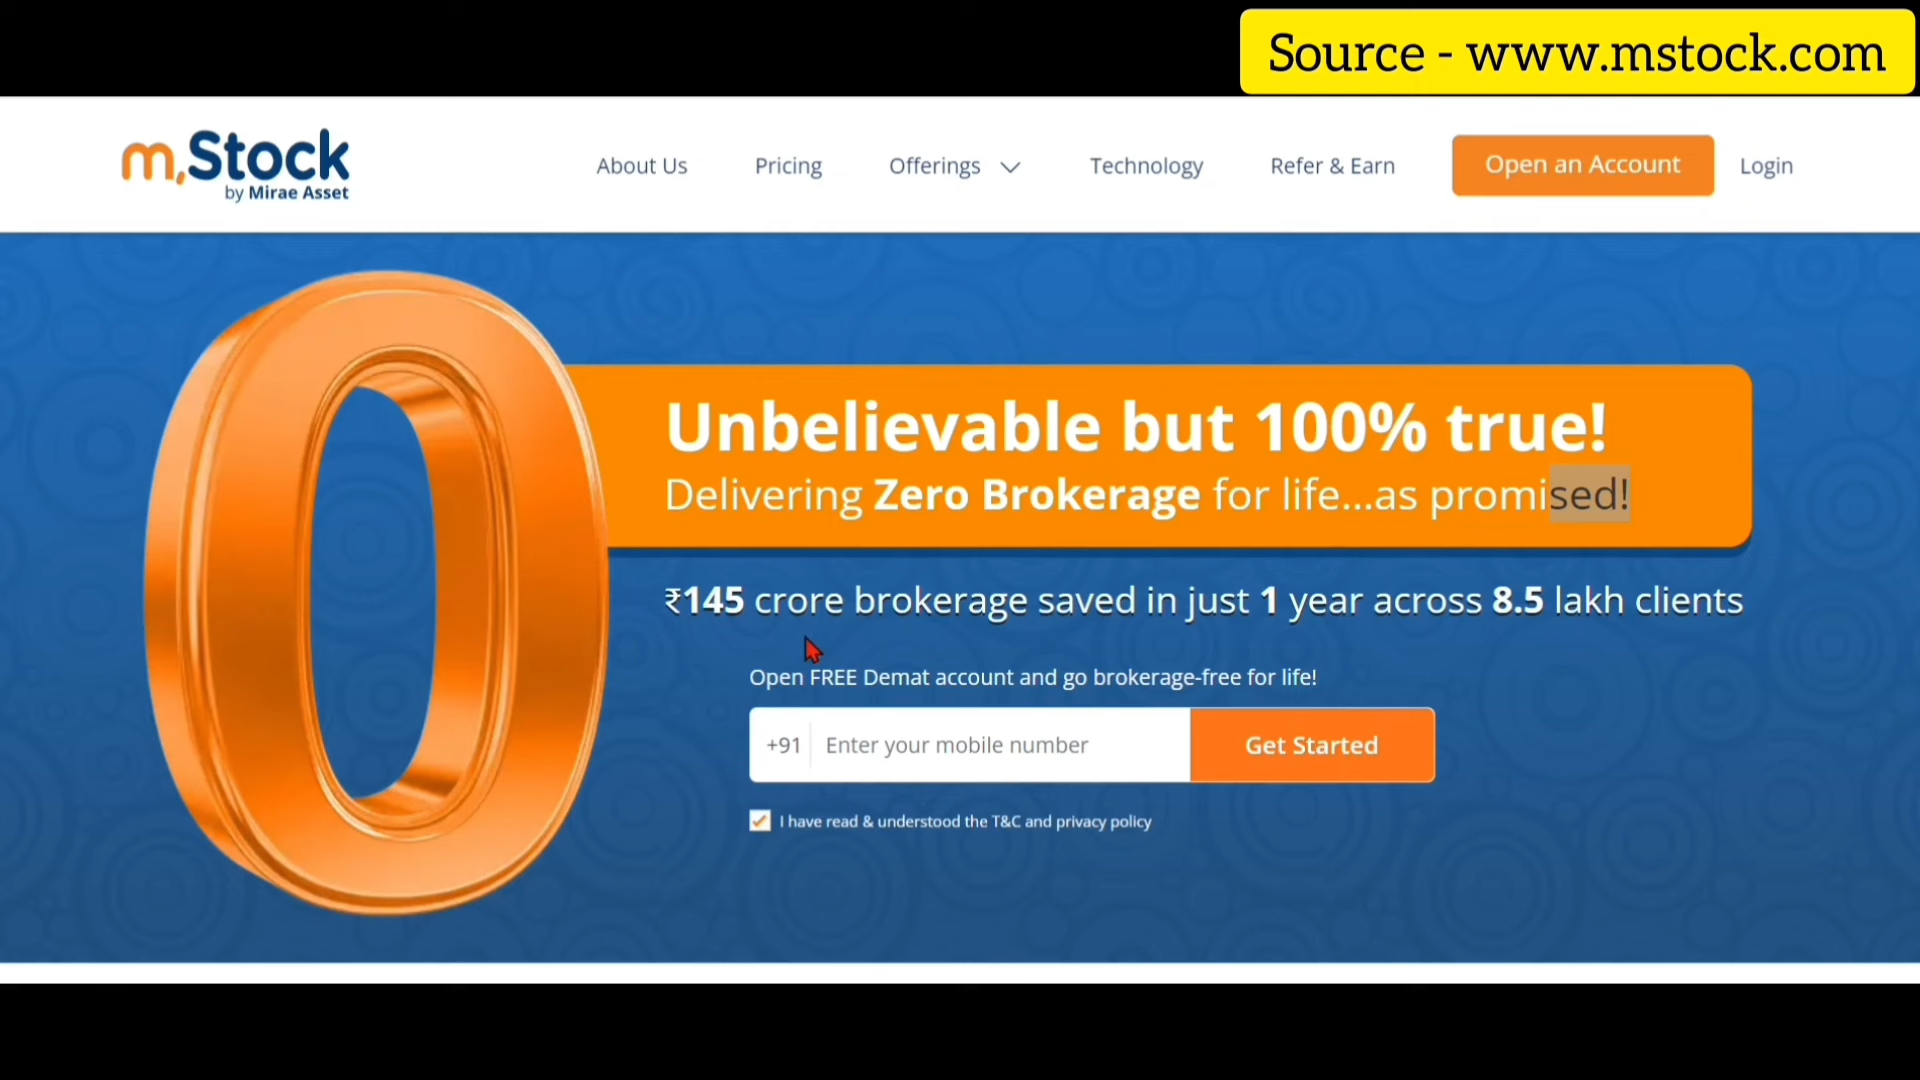 Source - www.mstock.com
m.Stock
by Mirae Asset
About Us
Pricing
Offerings
Technology
Refer & Earn
Open an Account
Login
0
Unbelievable but 100% true!
Delivering Zero Brokerage for life...as promised!
₹145 crore brokerage saved in just 1 year across 8.5 lakh clients
Open FREE Demat account and go brokerage-free for life!
+91 Enter your mobile number
Get Started
I have read & understood the T&C and privacy policy